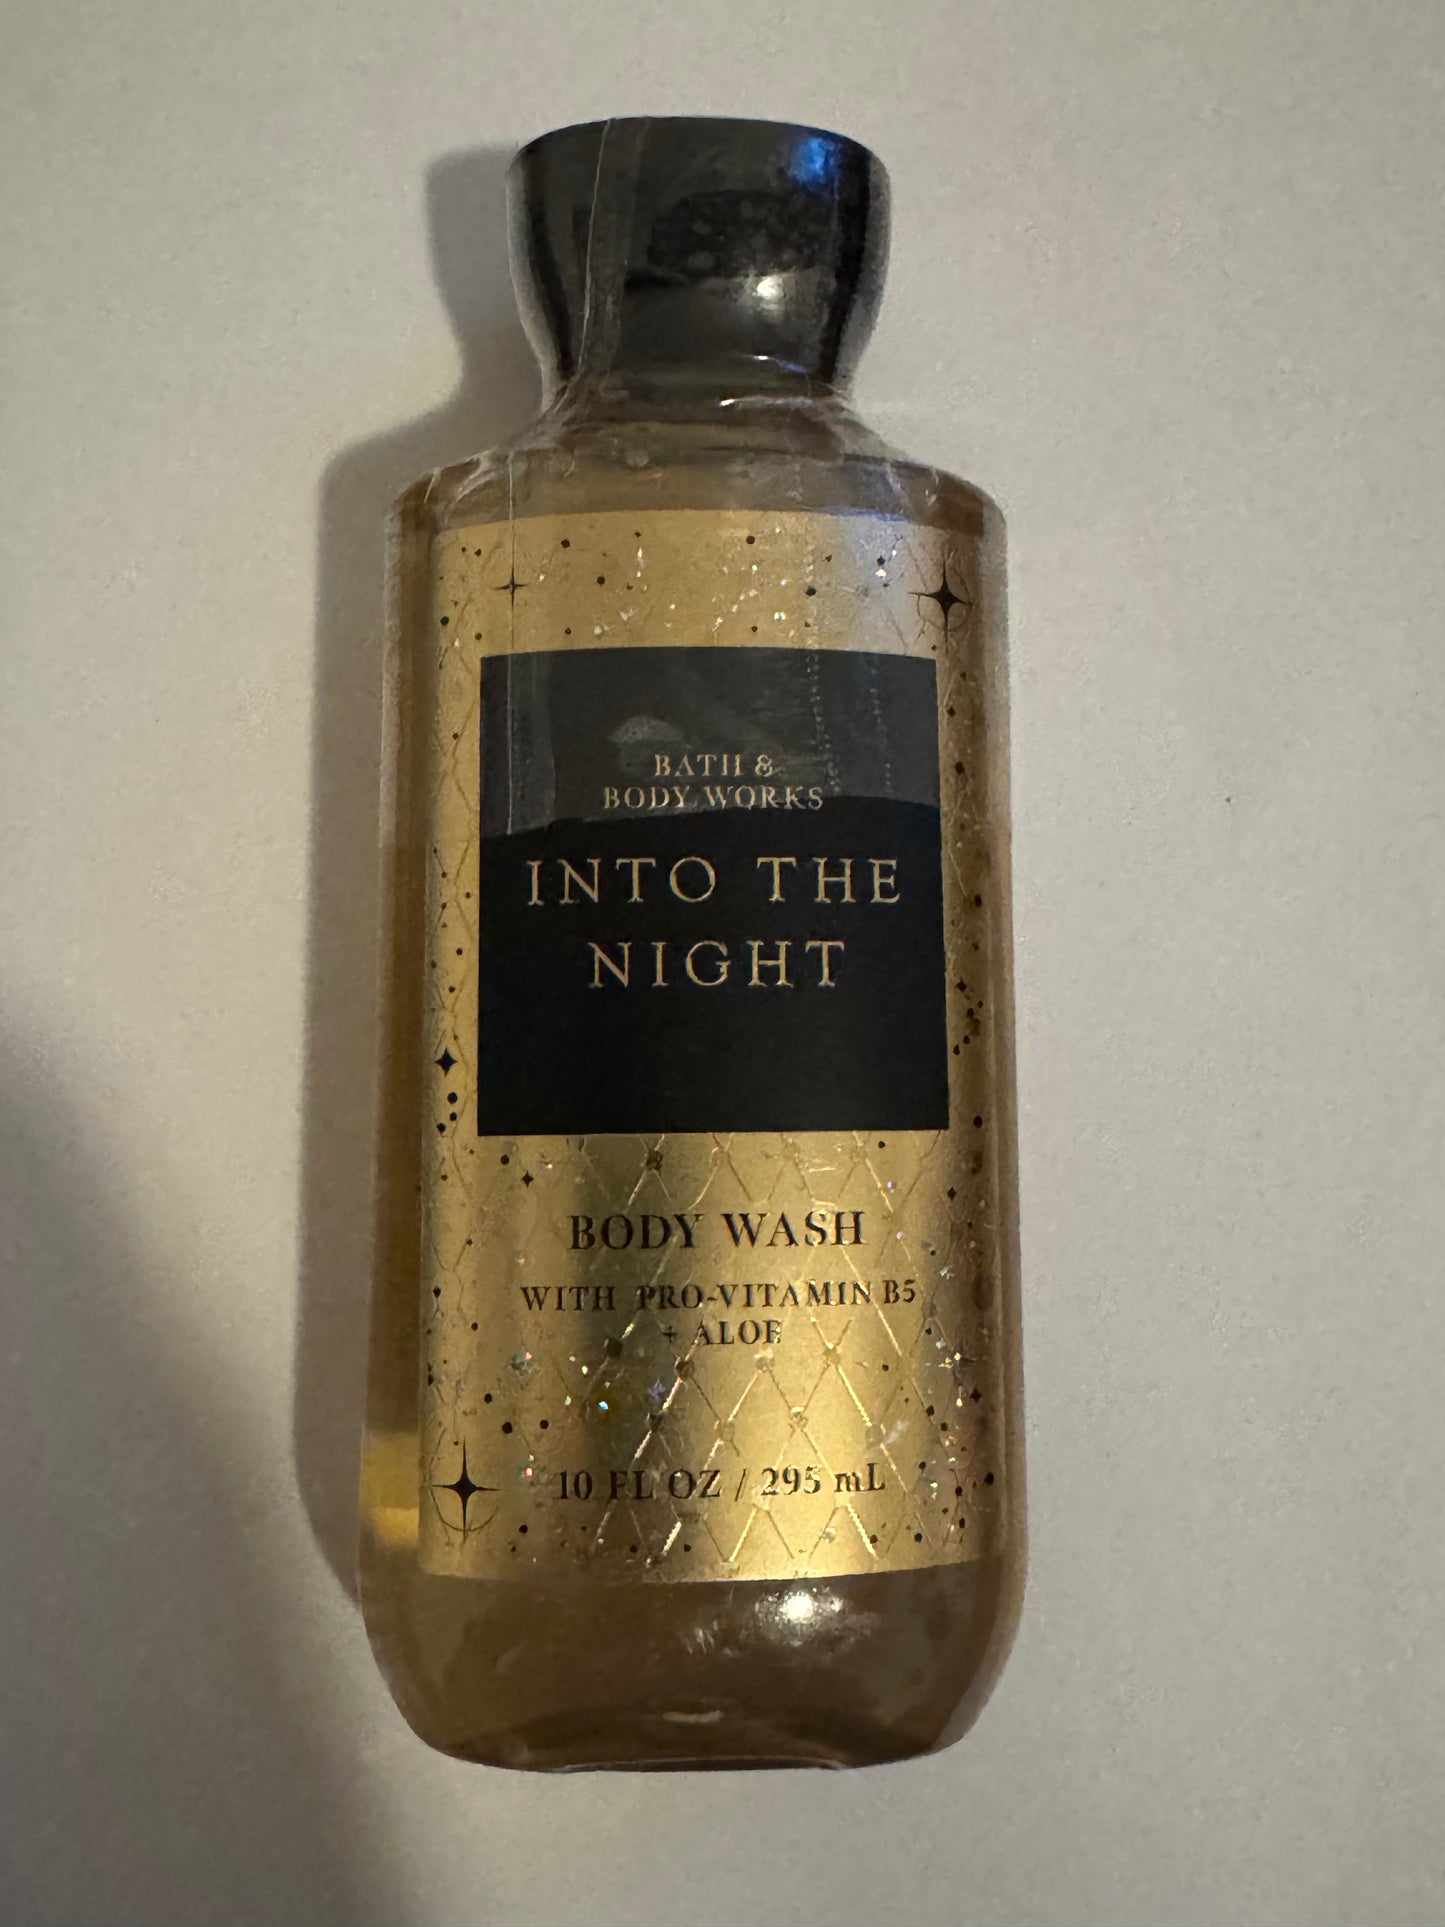 BATH &
BODY WORKS
INTO THE
NIGHT
BODY WASH
WITH PRO-VITAMIN B5
+ ALOE
10 FL OZ / 295 mL